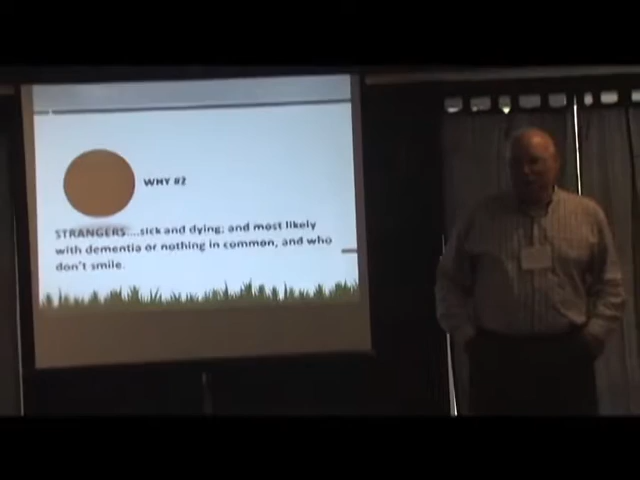 WHY #2
STRANGERS....sick and dying; and most likely
with dementia or nothing in common, and who
don't smile.